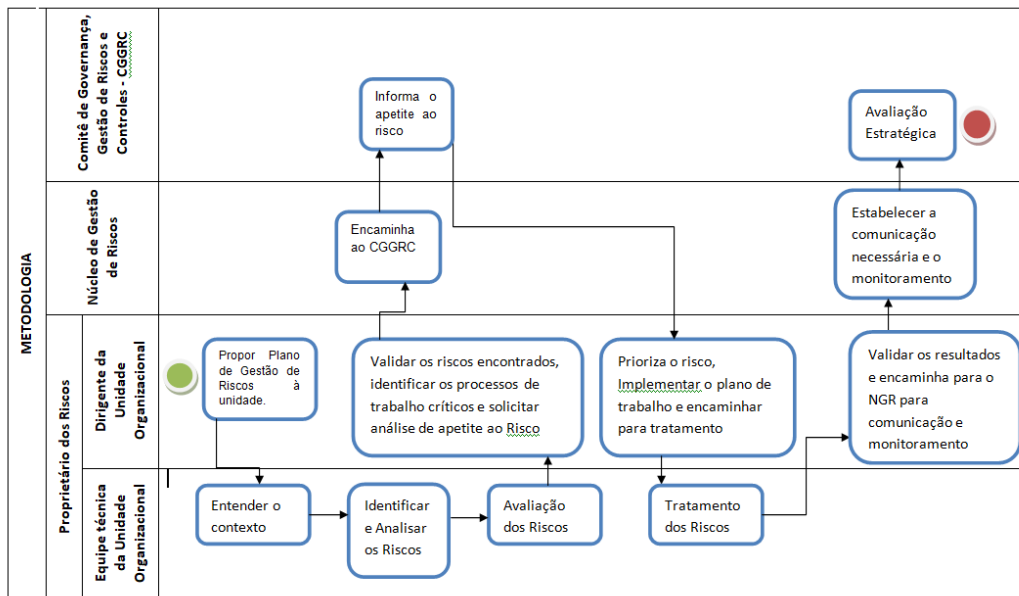 METODOLOGIA
Comitê de Governança,
Gestão de Riscos e
Controles - CGGRC
Informa o
apetite ao
risco
Avaliação
Estratégica
Núcleo de Gestão
de Riscos
Encaminha
ao CGGRC
Estabelecer a
comunicação
necessária e o
monitoramento
Proprietário dos Riscos
Dirigente da
Unidade
Organizacional
Propor Plano
de Gestão de
Riscos à
unidade.
Validar os riscos encontrados,
identificar os processos de
trabalho críticos e solicitar
análise de apetite ao Risco
Prioriza o risco,
Implementar o plano de
trabalho e encaminhar
para tratamento
Validar os resultados
e encaminha para o
NGR para
comunicação e
monitoramento
Equipe técnica
da Unidade
Organizacional
Entender o
contexto
Identificar
e Analisar
os Riscos
Avaliação
dos Riscos
Tratamento
dos Riscos